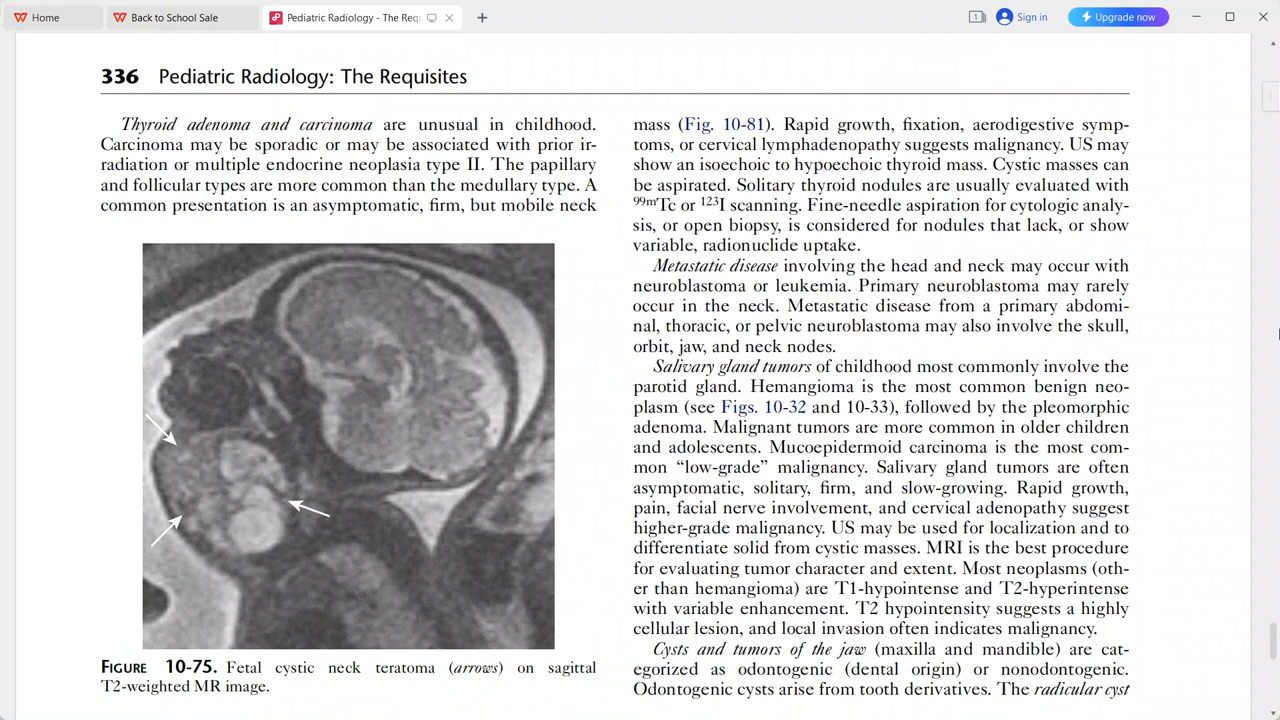 Home
Back to School Sale
Pediatric Radiology - The Requ
1
Sign in
Upgrade now
336 Pediatric Radiology: The Requisites
Thyroid adenoma and carcinoma are unusual in childhood.
Carcinoma may be sporadic or may be associated with prior ir-
radiation or multiple endocrine neoplasia type II. The papillary
and follicular types are more common than the medullary type. A
common presentation is an asymptomatic, firm, but mobile neck
FIGURE 10-75. Fetal cystic neck teratoma (arrows) on sagittal
T2-weighted MR image.
mass (Fig. 10-81). Rapid growth, fixation, aerodigestive symp-
toms, or cervical lymphadenopathy suggests malignancy. US may
show an isoechoic to hypoechoic thyroid mass. Cystic masses can
be aspirated. Solitary thyroid nodules are usually evaluated with
99mTc or 123I scanning. Fine-needle aspiration for cytologic analy-
sis, or open biopsy, is considered for nodules that lack, or show
variable, radionuclide uptake.
Metastatic disease involving the head and neck may occur with
neuroblastoma or leukemia. Primary neuroblastoma may rarely
occur in the neck. Metastatic disease from a primary abdomi-
nal, thoracic, or pelvic neuroblastoma may also involve the skull,
orbit, jaw, and neck nodes.
Salivary gland tumors of childhood most commonly involve the
parotid gland. Hemangioma is the most common benign neo-
plasm (see Figs. 10-32 and 10-33), followed by the pleomorphic
adenoma. Malignant tumors are more common in older children
and adolescents. Mucoepidermoid carcinoma is the most com-
mon “low-grade” malignancy. Salivary gland tumors are often
asymptomatic, solitary, firm, and slow-growing. Rapid growth,
pain, facial nerve involvement, and cervical adenopathy suggest
higher-grade malignancy. US may be used for localization and to
differentiate solid from cystic masses. MRI is the best procedure
for evaluating tumor character and extent. Most neoplasms (oth-
er than hemangioma) are T1-hypointense and T2-hyperintense
with variable enhancement. T2 hypointensity suggests a highly
cellular lesion, and local invasion often indicates malignancy.
Cysts and tumors of the jaw (maxilla and mandible) are cat-
egorized as odontogenic (dental origin) or nonodontogenic.
Odontogenic cysts arise from tooth derivatives. The radicular cyst